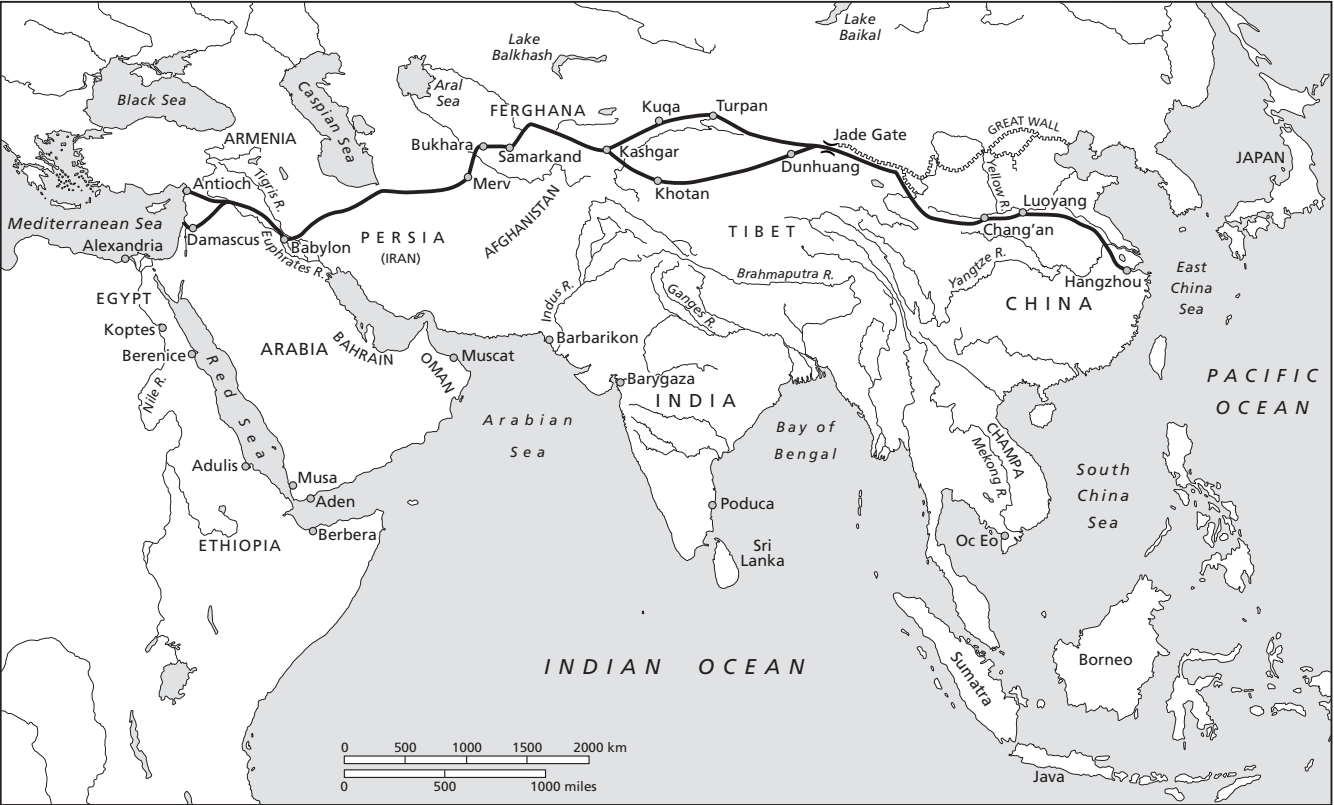 Lake
Baikal
Lake
Balkhash
Black Sea
Caspian Sea
Aral
Sea
FERGHANA
Kuqa
Turpan
GREAT WALL
ARMENIA
Bukhara
Samarkand
Kashgar
Jade Gate
Dunhuang
JAPAN
Antioch
Tigris R.
Merv
Khotan
Yellow R.
Luoyang
Mediterranean Sea
Alexandria
Damascus
Euphrates R.
Babylon
PERSIA
(IRAN)
AFGHANISTAN
TIBET
Chang'an
Yangtze R.
Hangzhou
East
China
Sea
EGYPT
Koptes
Berenice
Nile R.
Red Sea
ARABIA
BAHRAIN
OMAN
Muscat
Indus R.
Ganges R.
Brahmaputra R.
CHINA
Barbarikon
Barygaza
INDIA
PACIFIC
OCEAN
Arabian
Sea
Bay of
Bengal
CHAMPA
Mekong R.
South
China
Sea
Adulis
Musa
Aden
Berbera
ETHIOPIA
Poduca
Sri
Lanka
Oc Eo
INDIAN OCEAN
Sumatra
Borneo
Java
0 500 1000 1500 2000 km
0 500 1000 miles